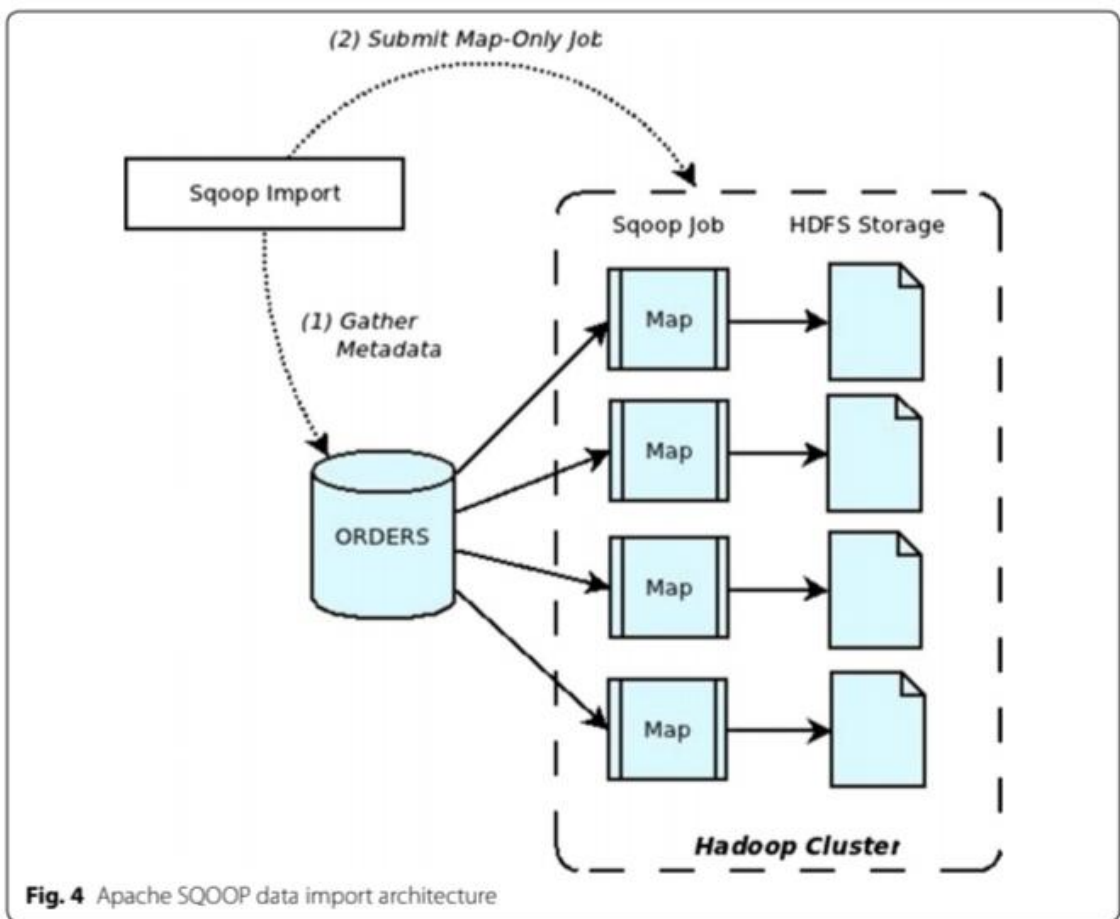 (2) Submit Map-Only Job
Sqoop Import
(1) Gather
Metadata
ORDERS
Sqoop Job
HDFS Storage
Map
Map
Map
Map
Hadoop Cluster
Fig. 4 Apache SQOOP data import architecture